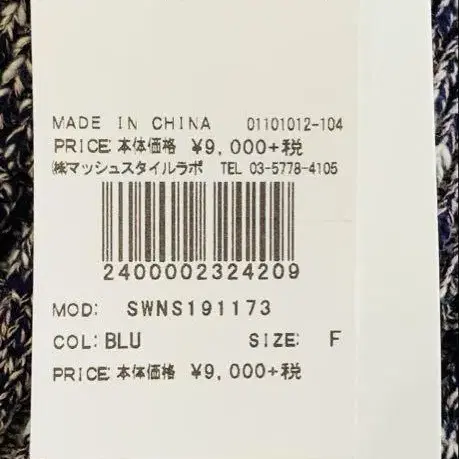 MADE IN CHINA 01101012-104
PRICE:本体価格 ¥9,000+税
㈱マッシュスタイルラボ TEL 03-5778-4105
2400002324209
MOD: SWNS191173
COL:BLU SIZE: F
PRICE:本体価格 ¥9,000+税